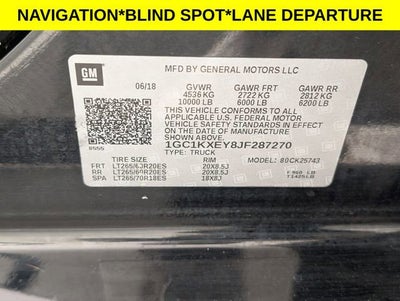 NAVIGATION*BLIND SPOT*LANE DEPARTURE
GM
MFD BY GENERAL MOTORS LLC
06/18
GVWR GAWR FRT GAWR RR
4536 KG 2722 KG 2812 KG
10000 LB 6000 LB 6200 LB
THIS VEHICLE CONFORMS TO ALL
APPLICABLE U.S. FEDERAL MOTOR
VEHICLE SAFETY STANDARDS IN EFFECT ON
THE DATE OF MANUFACTURE SHOWN ABOVE.
1GC1KXEY8JF287270
TYPE: TRUCK
TIRE SIZE RIM MODEL: 80CK25743
FRT LT265/60R20ES 20X8.5J
RR LT265/60R20ES 20X8.5J
SPA LT265/70R18ES 18X8J
T1425LB